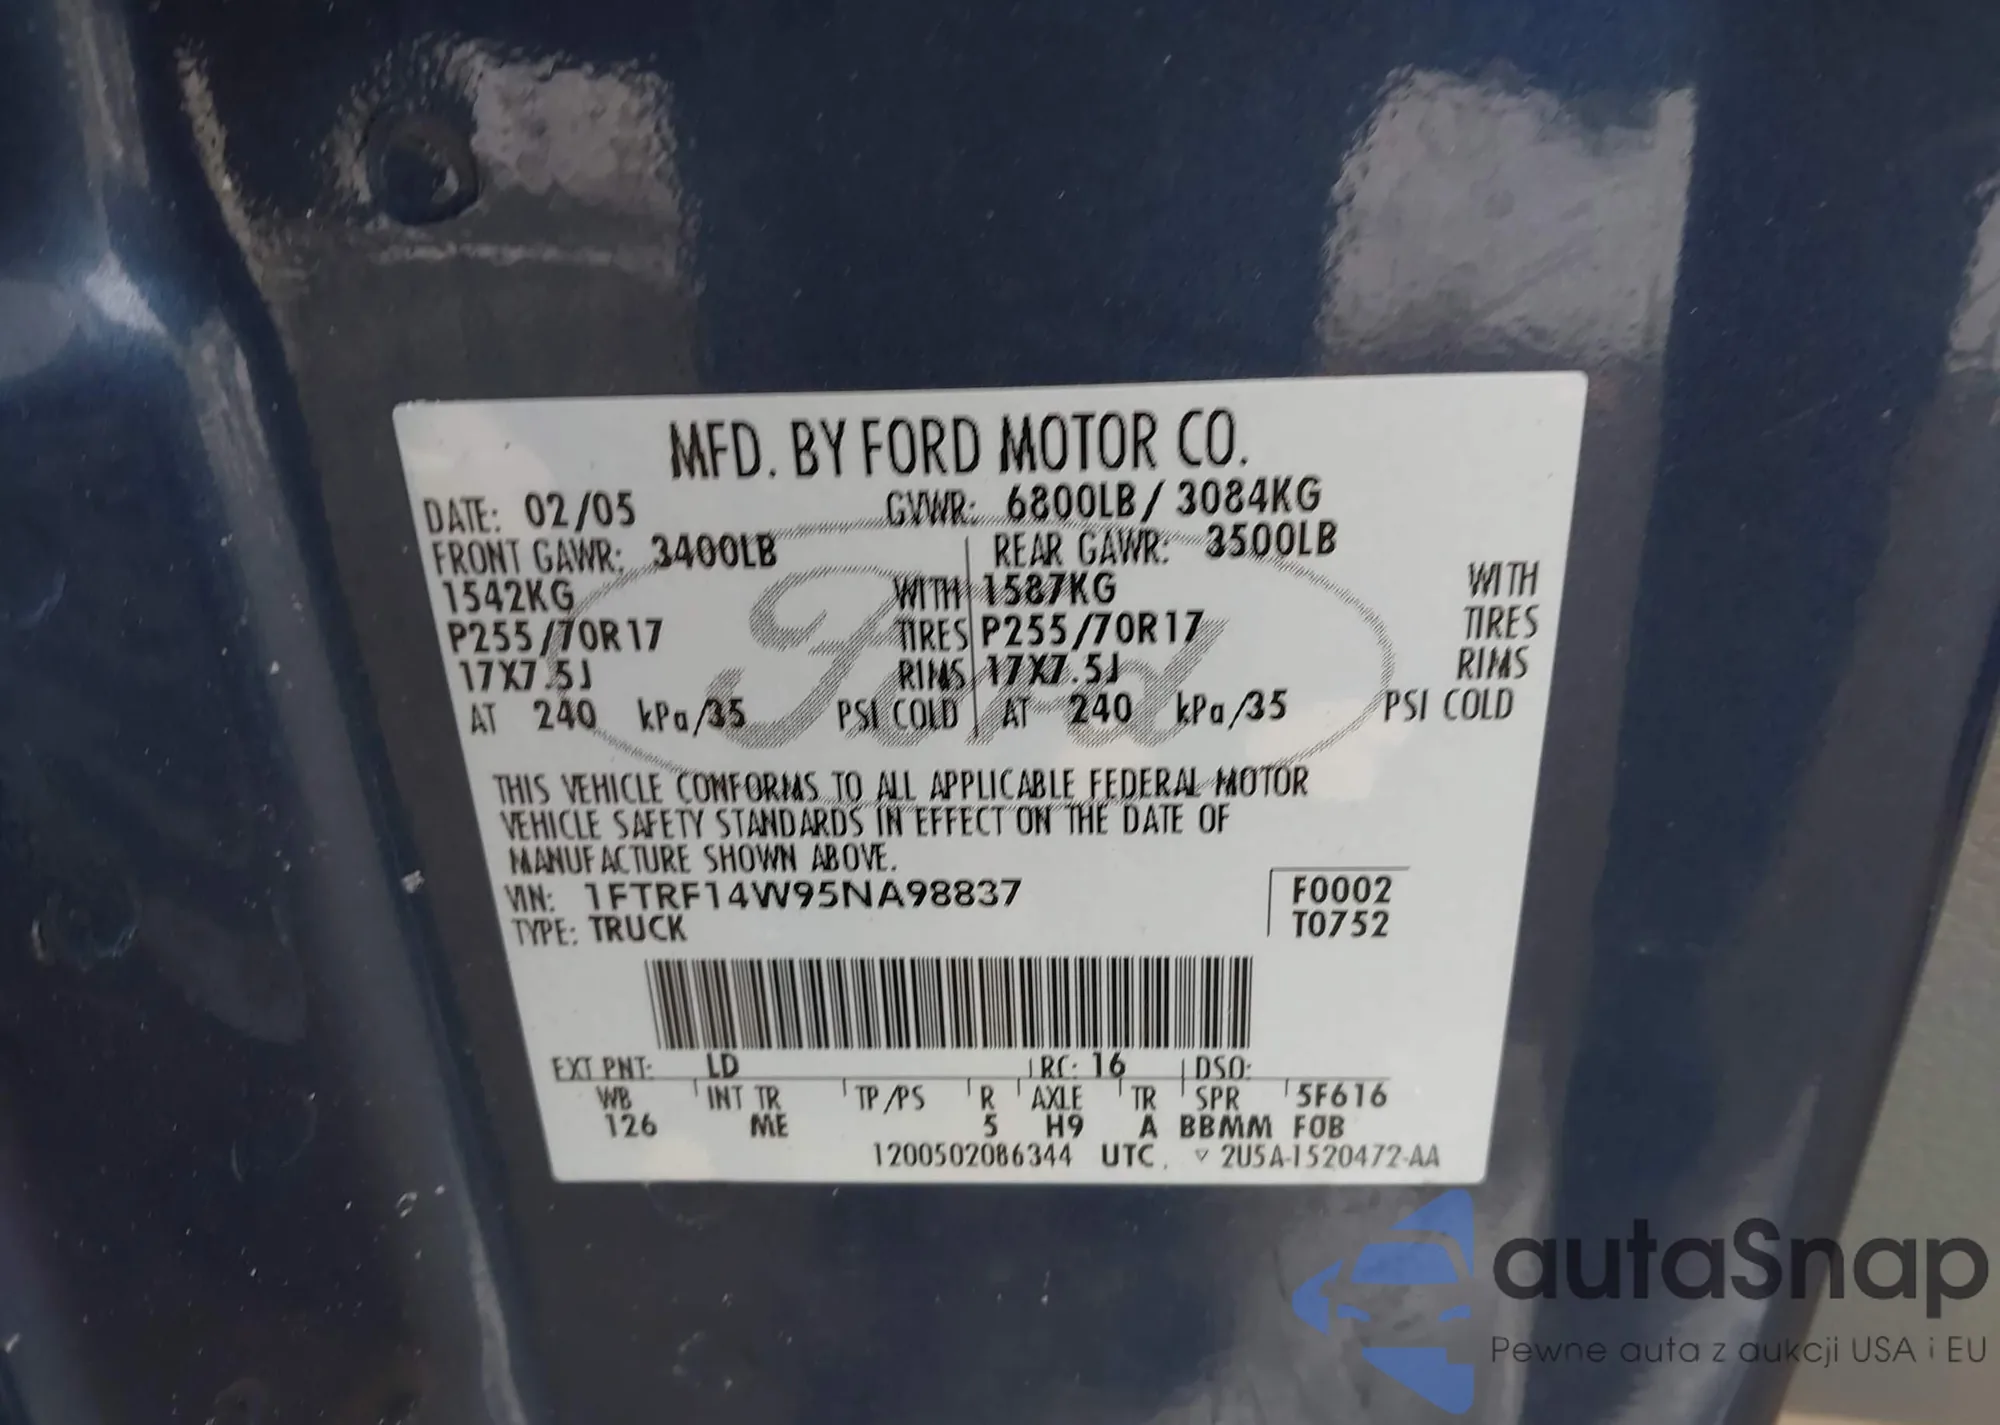 MFD. BY FORD MOTOR CO.
DATE: 02/05 GVWR: 6800LB / 3084KG
FRONT GAWR: 3400LB REAR GAWR: 3500LB
1542KG WITH 1587KG WITH
P255/70R17 TIRES P255/70R17 TIRES
17X7.5J RIMS 17X7.5J RIMS
AT 240 kPa/35 PSI COLD AT 240 kPa/35 PSI COLD
Ford
THIS VEHICLE CONFORMS TO ALL APPLICABLE FEDERAL MOTOR
VEHICLE SAFETY STANDARDS IN EFFECT ON THE DATE OF
MANUFACTURE SHOWN ABOVE.
VIN: 1FTRF14W95NA98837 F0002
TYPE: TRUCK T0752
EXT PNT: LD RC: 16 DSO:
WB INT TR TP/PS R AXLE TR SPR 5F616
126 ME 5 H9 A BBMM FOB
1200502086344 UTC. ▽ 2U5A-1520472-AA
autaSnap
Pewne auta z aukcji USA i EU